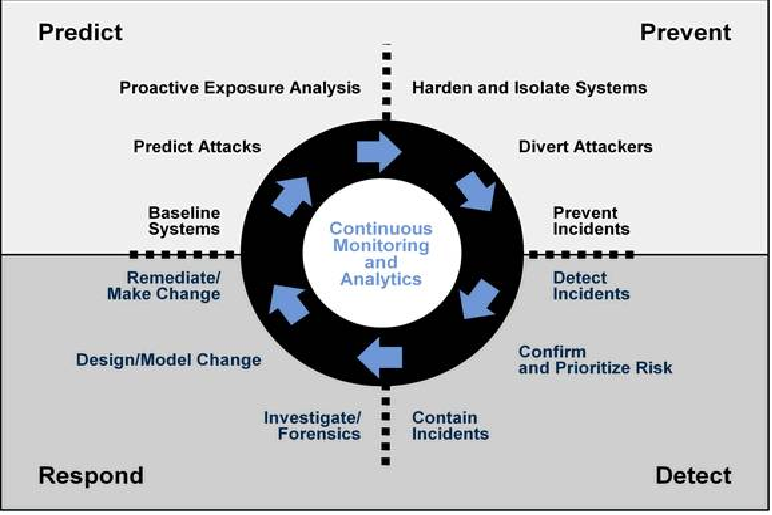 Predict
Prevent
Proactive Exposure Analysis
Harden and Isolate Systems
Predict Attacks
Divert Attackers
Baseline
Systems
Prevent
Incidents
Continuous
Monitoring
and
Analytics
Remediate/
Make Change
Detect
Incidents
Design/Model Change
Confirm
and Prioritize Risk
Investigate/
Forensics
Contain
Incidents
Respond
Detect